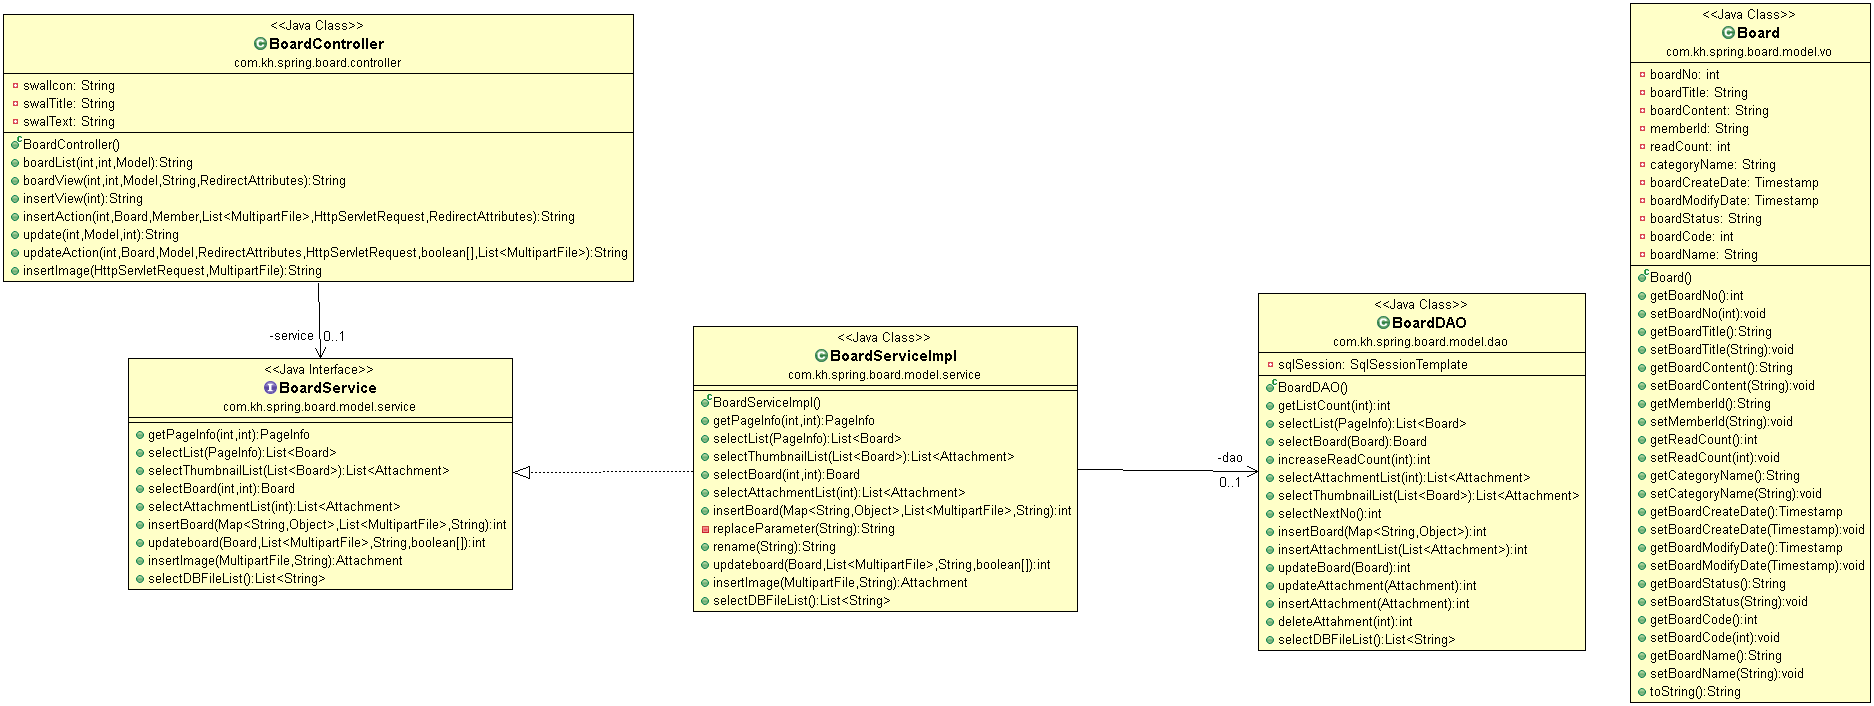 <<Java Class>>
BoardController
com.kh.spring.board.controller
swalIcon: String
swalTitle: String
swalText: String
BoardController()
boardList(int,int,Model):String
boardView(int,int,Model,String,RedirectAttributes):String
insertView(int):String
insertAction(int,Board,Member,List<MultipartFile>,HttpServletRequest,RedirectAttributes):String
update(int,Model,int):String
updateAction(int,Board,Model,RedirectAttributes,HttpServletRequest,boolean[],List<MultipartFile>):String
insertImage(HttpServletRequest,MultipartFile):String
-service
0..1
<<Java Interface>>
BoardService
com.kh.spring.board.model.service
getPageInfo(int,int):PageInfo
selectList(PageInfo):List<Board>
selectThumbnailList(List<Board>):List<Attachment>
selectBoard(int,int):Board
selectAttachmentList(int):List<Attachment>
insertBoard(Map<String,Object>,List<MultipartFile>,String):int
updateboard(Board,List<MultipartFile>,String,boolean[]):int
insertImage(MultipartFile,String):Attachment
selectDBFileList():List<String>
<<Java Class>>
BoardServiceImpl
com.kh.spring.board.model.service
BoardServiceImpl()
getPageInfo(int,int):PageInfo
selectList(PageInfo):List<Board>
selectThumbnailList(List<Board>):List<Attachment>
selectBoard(int,int):Board
selectAttachmentList(int):List<Attachment>
insertBoard(Map<String,Object>,List<MultipartFile>,String):int
replaceParameter(String):String
rename(String):String
updateboard(Board,List<MultipartFile>,String,boolean[]):int
insertImage(MultipartFile,String):Attachment
selectDBFileList():List<String>
-dao
0..1
<<Java Class>>
BoardDAO
com.kh.spring.board.model.dao
sqlSession: SqlSessionTemplate
BoardDAO()
getListCount(int):int
selectList(PageInfo):List<Board>
selectBoard(Board):Board
increaseReadCount(int):int
selectAttachmentList(int):List<Attachment>
selectThumbnailList(List<Board>):List<Attachment>
selectNextNo():int
insertBoard(Map<String,Object>):int
insertAttachmentList(List<Attachment>):int
updateBoard(Board):int
updateAttachment(Attachment):int
insertAttachment(Attachment):int
deleteAttahment(int):int
selectDBFileList():List<String>
<<Java Class>>
Board
com.kh.spring.board.model.vo
boardNo: int
boardTitle: String
boardContent: String
memberId: String
readCount: int
categoryName: String
boardCreateDate: Timestamp
boardModifyDate: Timestamp
boardStatus: String
boardCode: int
boardName: String
Board()
getBoardNo():int
setBoardNo(int):void
getBoardTitle():String
setBoardTitle(String):void
getBoardContent():String
setBoardContent(String):void
getMemberId():String
setMemberId(String):void
getReadCount():int
setReadCount(int):void
getCategoryName():String
setCategoryName(String):void
getBoardCreateDate():Timestamp
setBoardCreateDate(Timestamp):void
getBoardModifyDate():Timestamp
setBoardModifyDate(Timestamp):void
getBoardStatus():String
setBoardStatus(String):void
getBoardCode():int
setBoardCode(int):void
getBoardName():String
setBoardName(String):void
toString():String